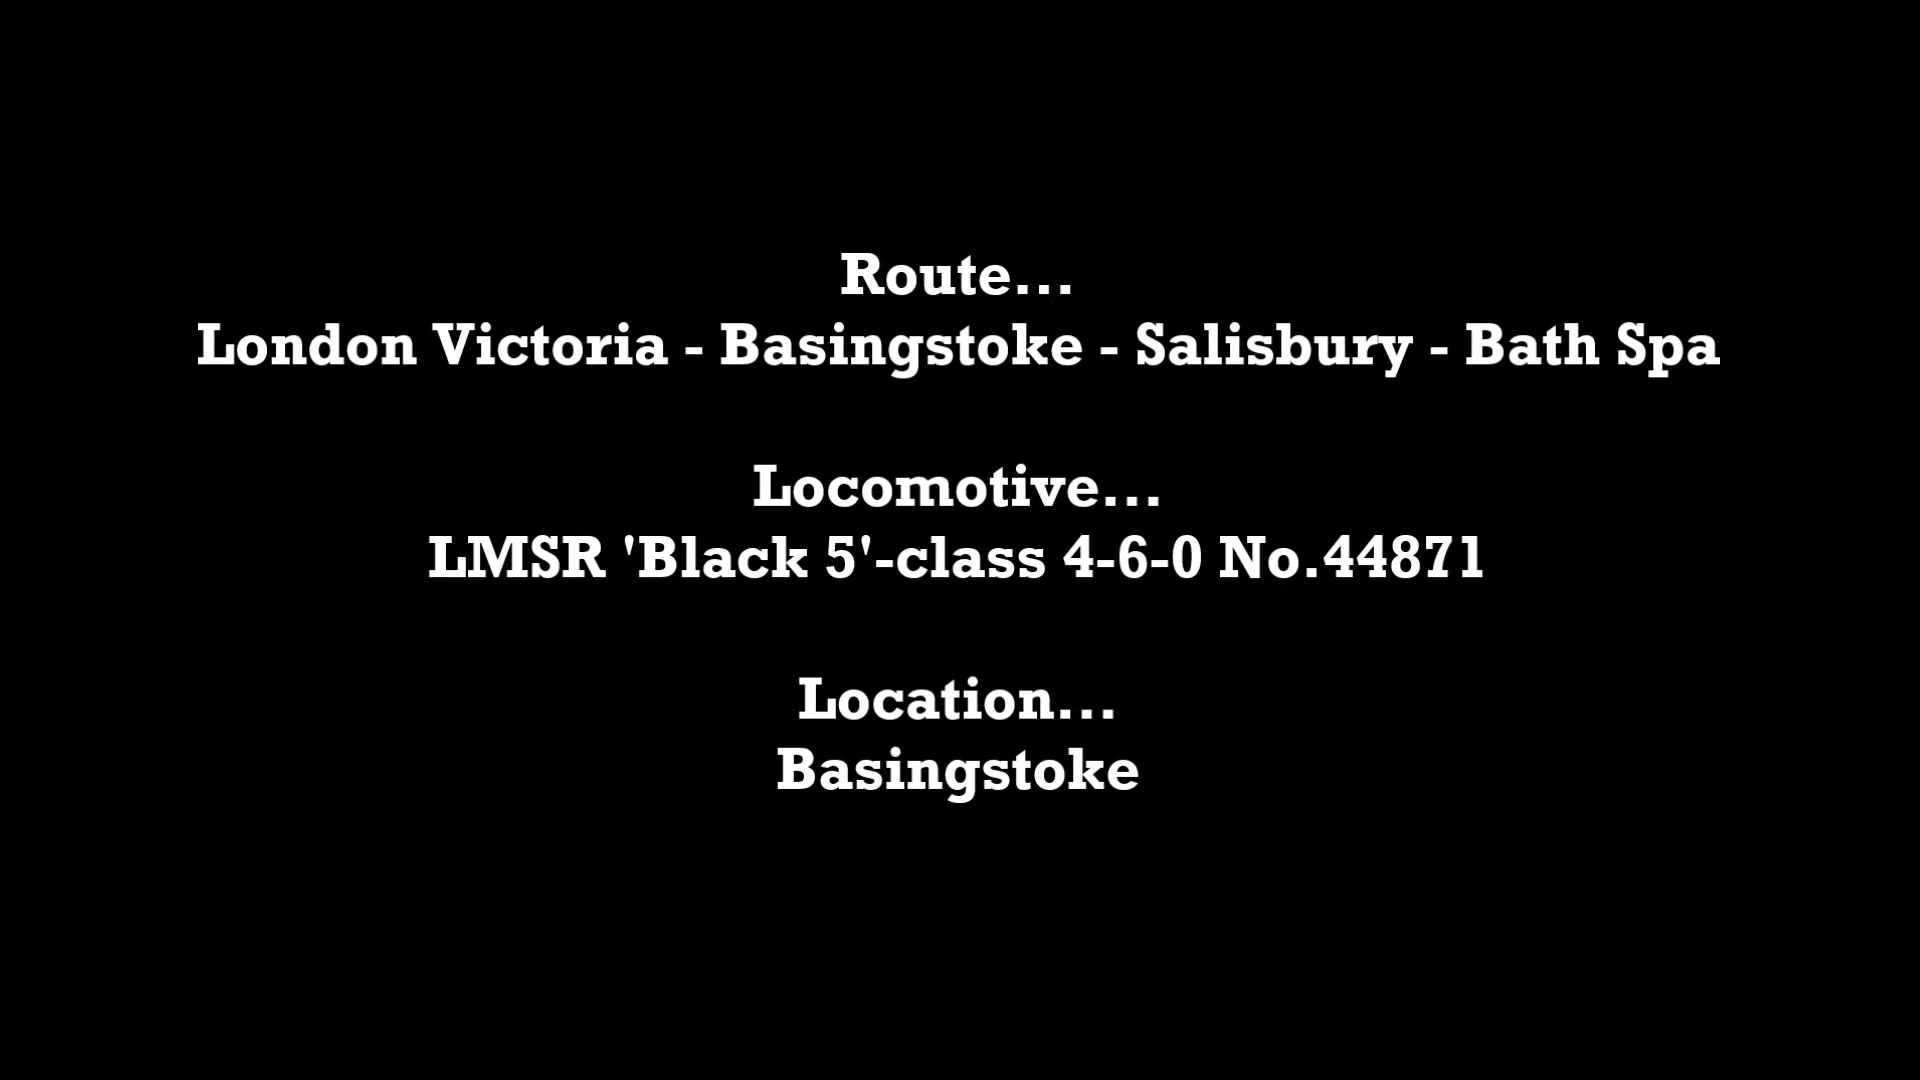 Route...
London Victoria - Basingstoke - Salisbury - Bath Spa
Locomotive...
LMSR 'Black 5'-class 4-6-0 No.44871
Location...
Basingstoke